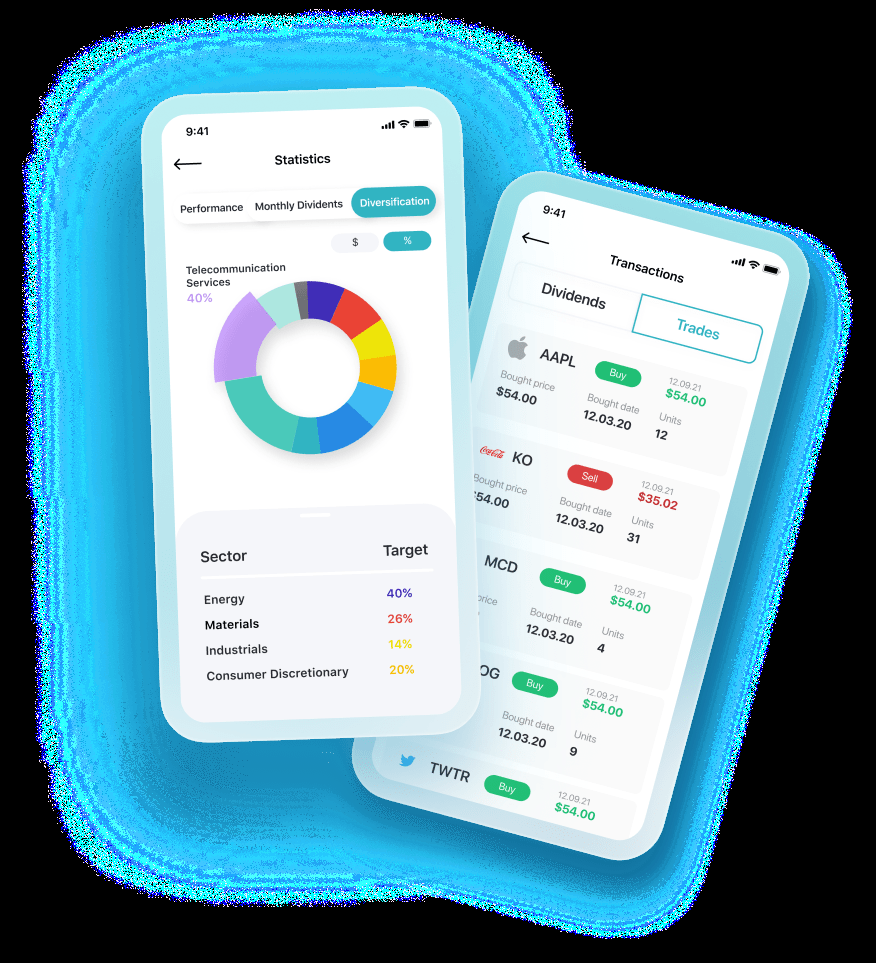 9:41
Statistics
Performance Monthly Dividents Diversification
$ %
Telecommunication
Services
40%
Sector Target
Energy 40%
Materials 26%
Industrials 14%
Consumer Discretionary 20%
9:41
Transactions
Dividends Trades
AAPL Buy 12.09.21
$54.00
Bought price Bought date Units
$54.00 12.03.20 12
Coca-Cola KO Sell 12.09.21
$35.02
Bought price Bought date Units
$54.00 12.03.20 31
MCD Buy 12.09.21
$54.00
price Bought date Units
12.03.20 4
OG Buy 12.09.21
$54.00
Bought date Units
12.03.20 9
TWTR Buy 12.09.21
$54.00